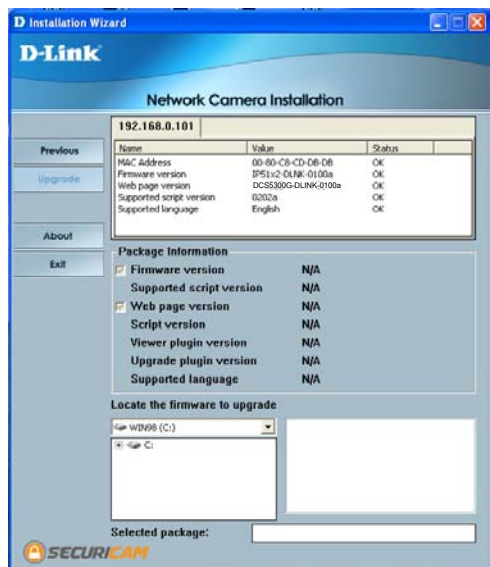 D Installation Wizard
D-Link
Network Camera Installation
192.168.0.101
Previous
Upgrade
About
Exit
Name Value Status
MAC Address 00-80-C8-CD-DB-DB OK
Firmware version IP51x2-DLNK-0100a OK
Web page version DCS5300G-DLINK-0100a OK
Supported script version 0202a OK
Supported language English OK
Package Information
Firmware version N/A
Supported script version N/A
Web page version N/A
Script version N/A
Viewer plugin version N/A
Upgrade plugin version N/A
Supported language N/A
Locate the firmware to upgrade
WIN98 (C:)
C:
Selected package:
SECURICAM